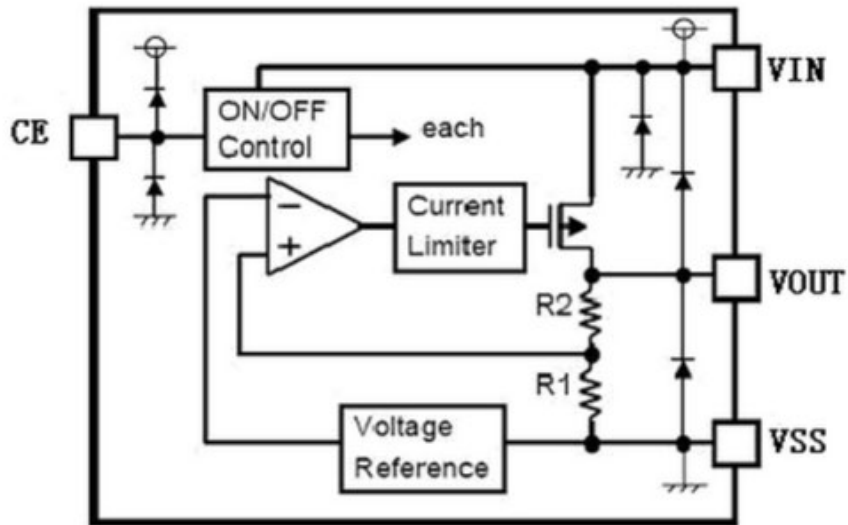 VIN
CE
ON/OFF
Control
each
−
+
Current
Limiter
VOUT
R2
R1
Voltage
Reference
VSS